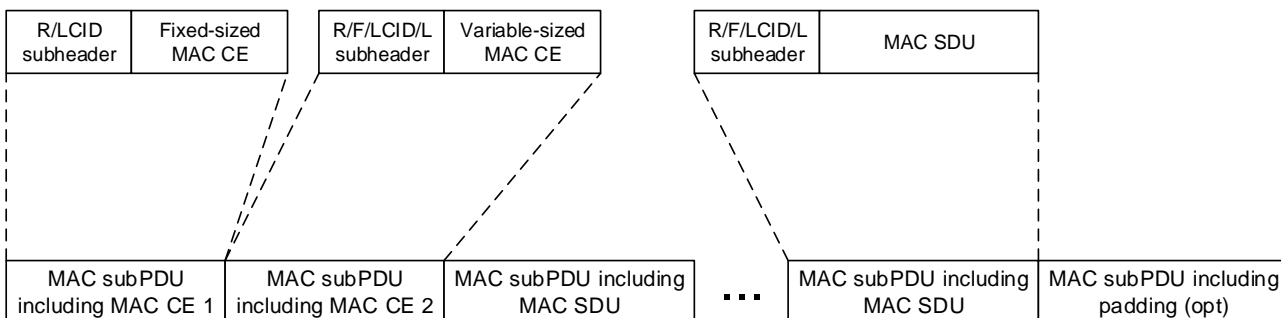 R/LCID
subheader
Fixed-sized
MAC CE
R/F/LCID/L
subheader
Variable-sized
MAC CE
R/F/LCID/L
subheader
MAC SDU
MAC subPDU
including MAC CE 1
MAC subPDU
including MAC CE 2
MAC subPDU including
MAC SDU
...
MAC subPDU including
MAC SDU
MAC subPDU including
padding (opt)